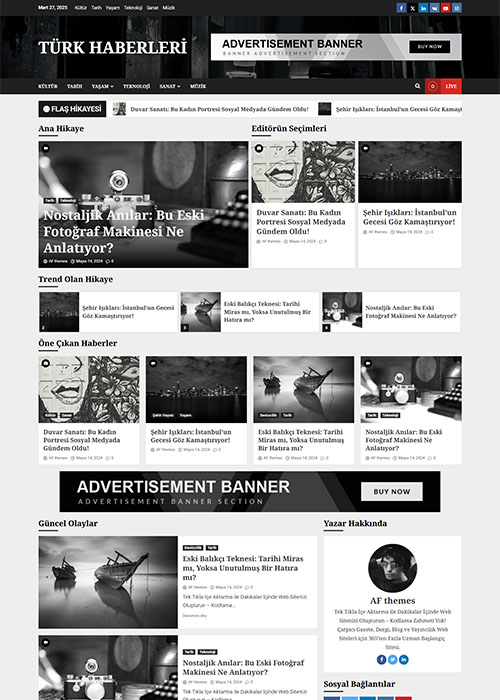 Mart 27, 2025 Kültür Tarih Yaşam Teknoloji Sanat Müzik
TÜRK HABERLERİ
ADVERTISEMENT BANNER
BANNER ADVERTISEMENT SECTION
BUY NOW
KÜLTÜR TARIH YAŞAM TEKNOLOJİ SANAT MÜZİK LIVE
FLAŞ HİKAYESİ
Duvar Sanatı: Bu Kadın Portresi Sosyal Medyada Gündem Oldu!
Şehir Işıkları: İstanbul'un Gecesi Göz Kamaştırıyor!
Ana Hikaye
Tarih Teknoloji
Nostaljik Anılar: Bu Eski
Fotoğraf Makinesi Ne
Anlatıyor?
AF themes Mayıs 14, 2024 0
Editörün Seçimleri
Duvar Sanatı: Bu Kadın
Portresi Sosyal Medyada
Gündem Oldu!
AF themes Mayıs 14, 2024 0
Şehir Işıkları: İstanbul'un
Gecesi Göz Kamaştırıyor!
AF themes Mayıs 14, 2024 0
Trend Olan Hikaye
2
Şehir Işıkları: İstanbul'un Gecesi
Göz Kamaştırıyor!
3
Eski Balıkçı Teknesi: Tarihi
Miras mı, Yoksa Unutulmuş Bir
Hatıra mı?
4
Nostaljik Anılar: Bu Eski
Fotoğraf Makinesi Ne Anlatıyor?
Öne Çıkan Haberler
Kültür Sanat
Duvar Sanatı: Bu Kadın
Portresi Sosyal Medyada
Gündem Oldu!
AF themes Mayıs 14, 2024 0
Şehir Hayatı Yaşam
Şehir Işıkları: İstanbul'un
Gecesi Göz Kamaştırıyor!
AF themes Mayıs 14, 2024 0
Denizcilik Tarih
Eski Balıkçı Teknesi: Tarihi
Miras mı, Yoksa Unutulmuş
Bir Hatıra mı?
AF themes Mayıs 14, 2024 0
Tarih Teknoloji
Nostaljik Anılar: Bu Eski
Fotoğraf Makinesi Ne
Anlatıyor?
AF themes Mayıs 14, 2024 0
ADVERTISEMENT BANNER
ADVERTISEMENT BANNER SECTION
BUY NOW
Güncel Olaylar
Denizcilik Tarih
Eski Balıkçı Teknesi: Tarihi Miras
mı, Yoksa Unutulmuş Bir Hatıra
mı?
AF themes Mayıs 14, 2024 0
Tek Tıkla İçe Aktarma ile Dakikalar İçinde Web Sitenizi
Oluşturun – Kodlama...
Devamını oku
Tarih Teknoloji
Nostaljik Anılar: Bu Eski Fotoğraf
Makinesi Ne Anlatıyor?
AF themes Mayıs 14, 2024 0
Tek Tıkla İçe Aktarma ile Dakikalar İçinde Web Sitenizi
Yazar Hakkında
AF themes
Tek Tıkla İçe Aktarma ile Dakikalar İçinde Web
Sitenizi Oluşturun – Kodlama Zahmeti Yok!
Çarpıcı Gazete, Dergi, Blog ve Yayıncılık Web
Siteleri için 365'ten Fazla Uzman Başlangıç
Sitesi.
Sosyal Bağlantılar